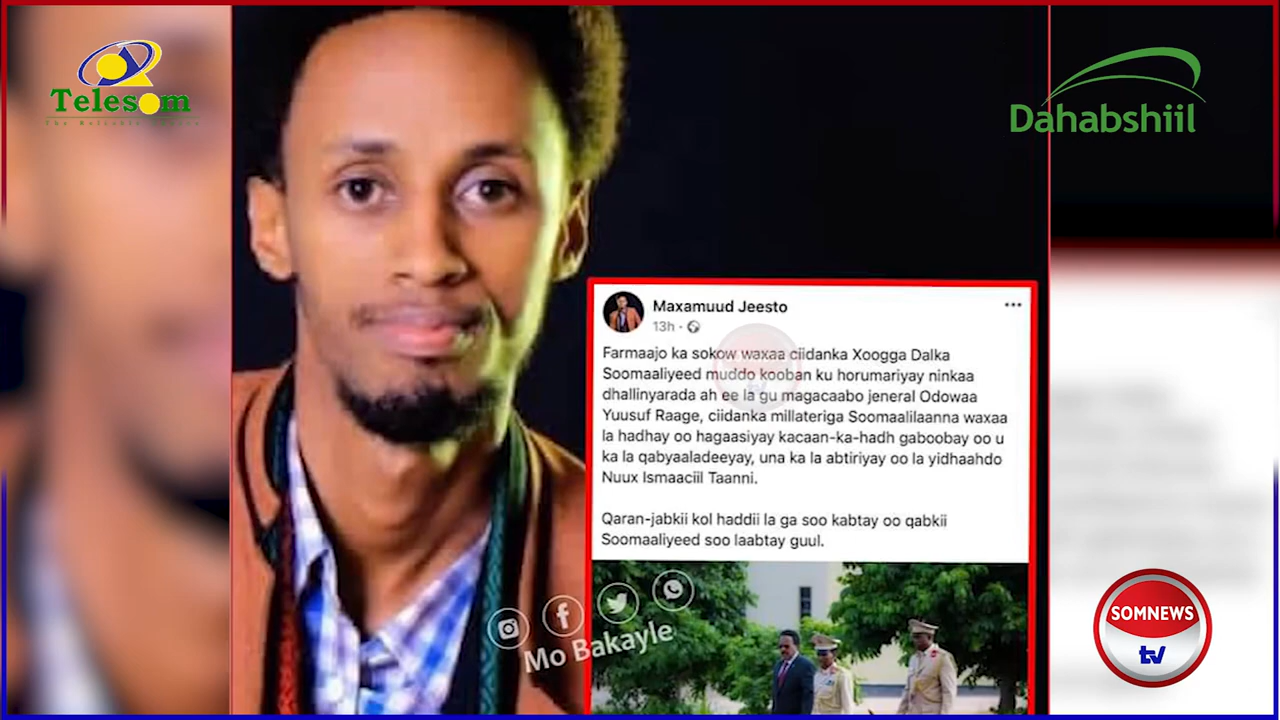 Telesom
Dahabshiil
Maxamuud Jeesto
13h
Farmaajo ka sokow waxaa ciidanka Xoogga Dalka
Soomaaliyeed muddo kooban ku horumariyay ninkaa
dhallinyarada ah ee la gu magacaabo jeneral Odowaa
Yuusuf Raage, ciidanka millateriga Soomaalilaanna waxaa
la hadhay oo hagaasiyay kacaan-ka-hadh gaboobay oo u
ka la qabyaaladeeyay, una ka la abtiriyay oo la yidhaahdo
Nuux Ismaaciil Taanni.
Qaran-jabkii kol haddii la ga soo kabtay oo qabkii
Soomaaliyeed soo laabtay guul.
Mo Bakayle
SOMNEWS
tv